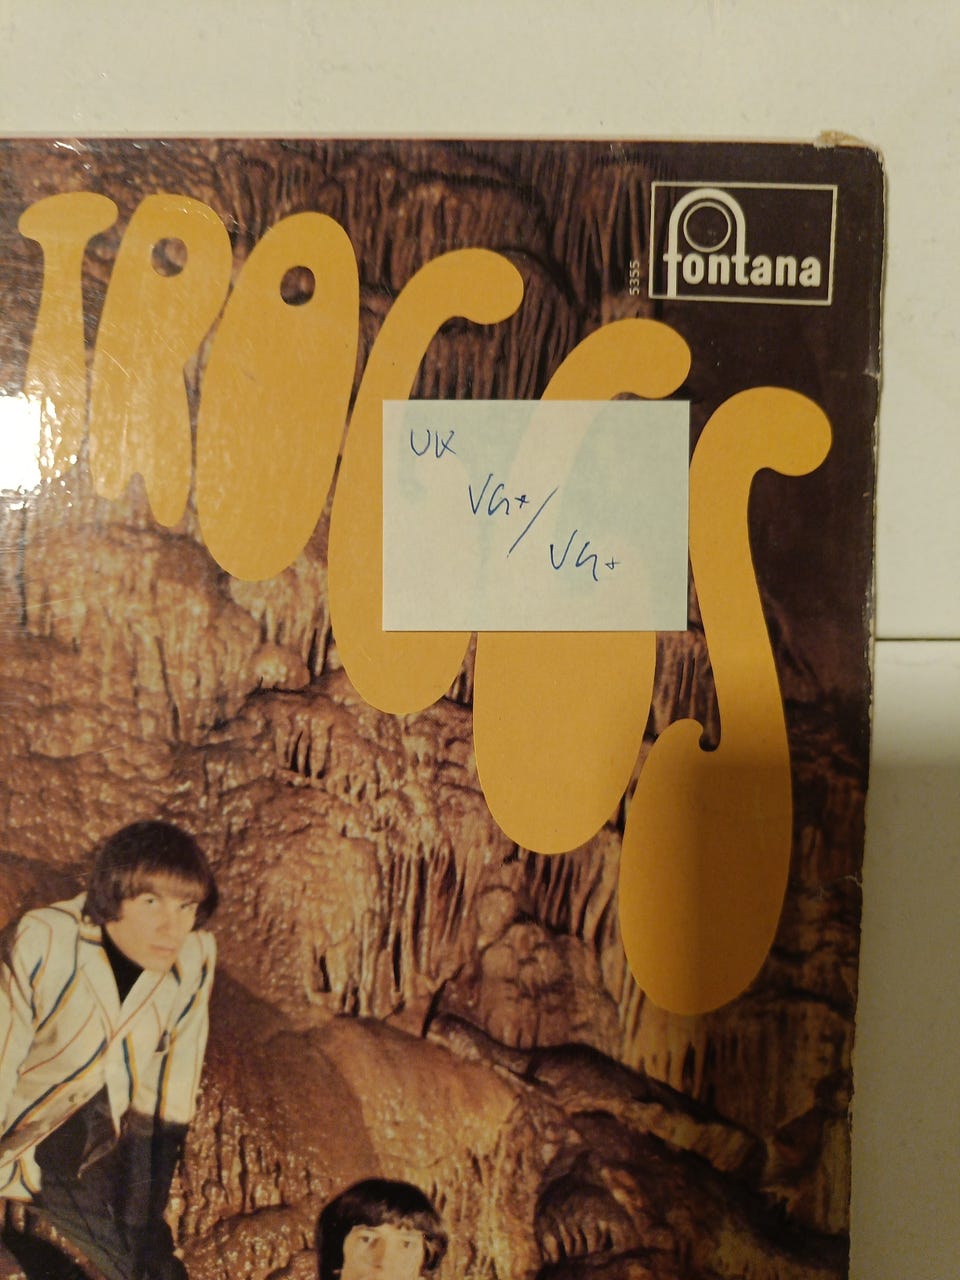 TROGGS
5355
fontana
UK
VG+/
VG+